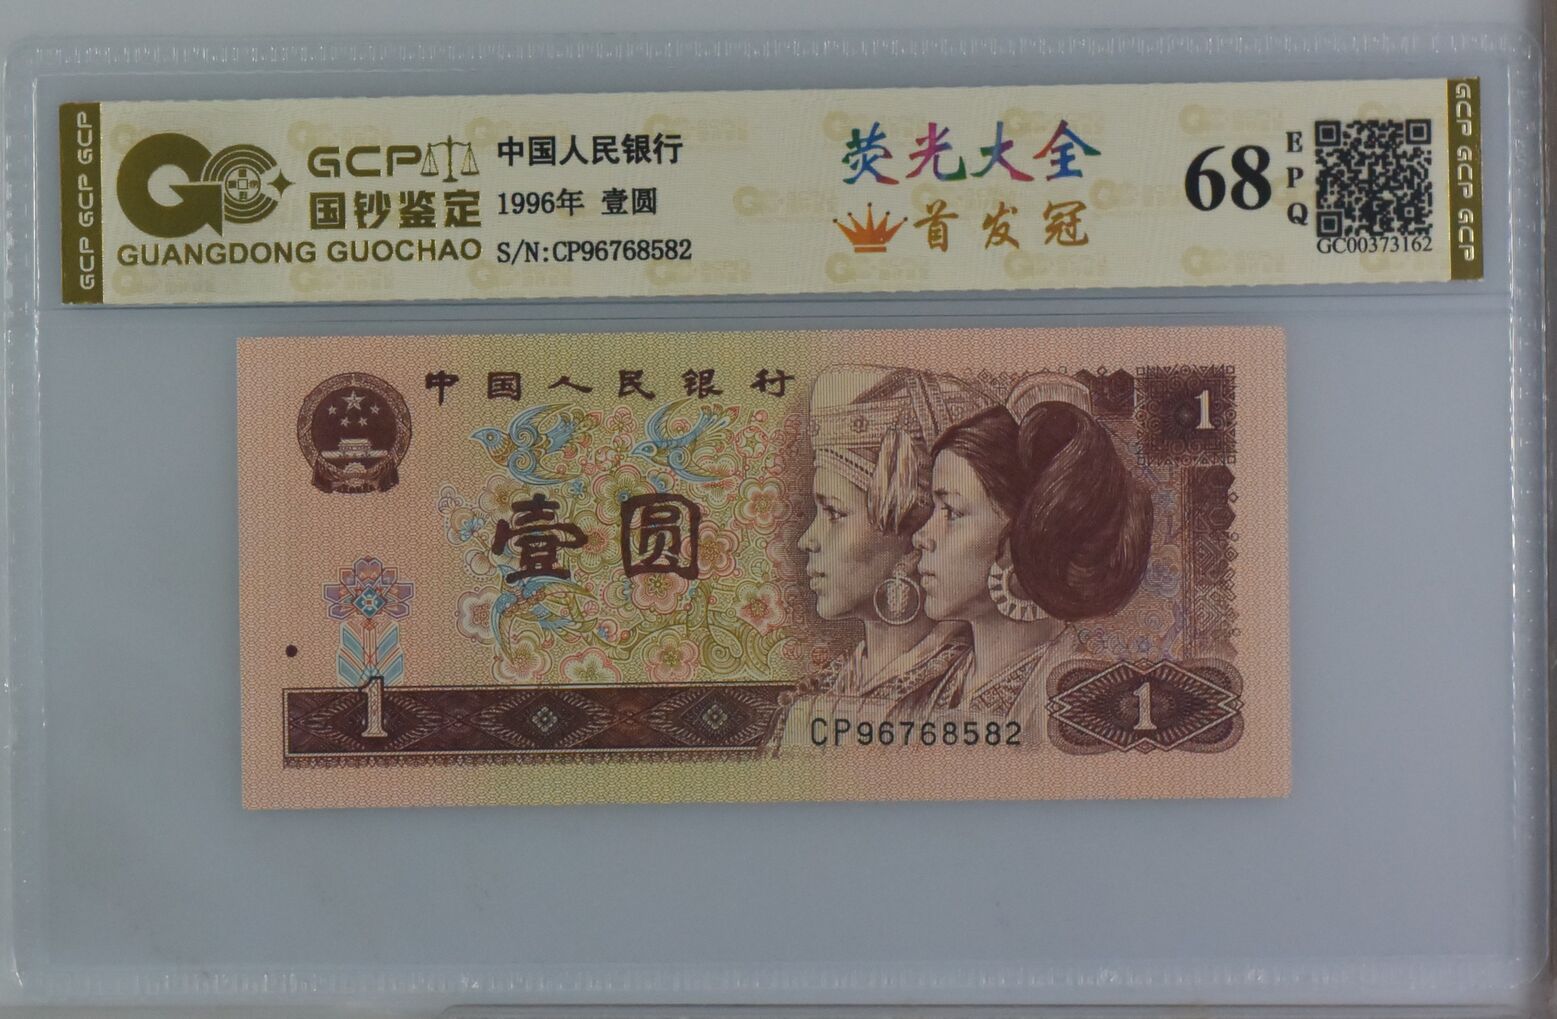 GCP GCP GCP
GCP
国钞鉴定
GUANGDONG GUOCHAO
中国人民银行
1996年 壹圆
S/N:CP96768582
荧光大全
首发冠
68
EPQ
GC00373162
GCP GCP GCP
中国人民银行
1
壹圆
1
CP96768582
1